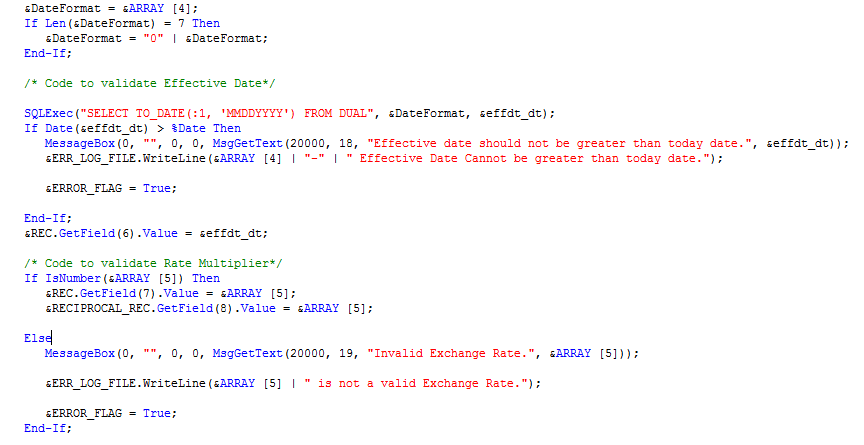 &DateFormat = &ARRAY [4];
If Len(&DateFormat) = 7 Then
&DateFormat = "0" | &DateFormat;
End-If;
/* Code to validate Effective Date*/
SQLExec("SELECT TO_DATE(:1, 'MMDDYYYY') FROM DUAL", &DateFormat, &effdt_dt);
If Date(&effdt_dt) > %Date Then
MessageBox(0, "", 0, 0, MsgGetText(20000, 18, "Effective date should not be greater than today date.", &effdt_dt));
&ERR_LOG_FILE.WriteLine(&ARRAY [4] | "-" | " Effective Date Cannot be greater than today date.");
&ERROR_FLAG = True;
End-If;
&REC.GetField(6).Value = &effdt_dt;
/* Code to validate Rate Multiplier*/
If IsNumber(&ARRAY [5]) Then
&REC.GetField(7).Value = &ARRAY [5];
&RECIPROCAL_REC.GetField(8).Value = &ARRAY [5];
Else
MessageBox(0, "", 0, 0, MsgGetText(20000, 19, "Invalid Exchange Rate.", &ARRAY [5]));
&ERR_LOG_FILE.WriteLine(&ARRAY [5] | " is not a valid Exchange Rate.");
&ERROR_FLAG = True;
End-If;